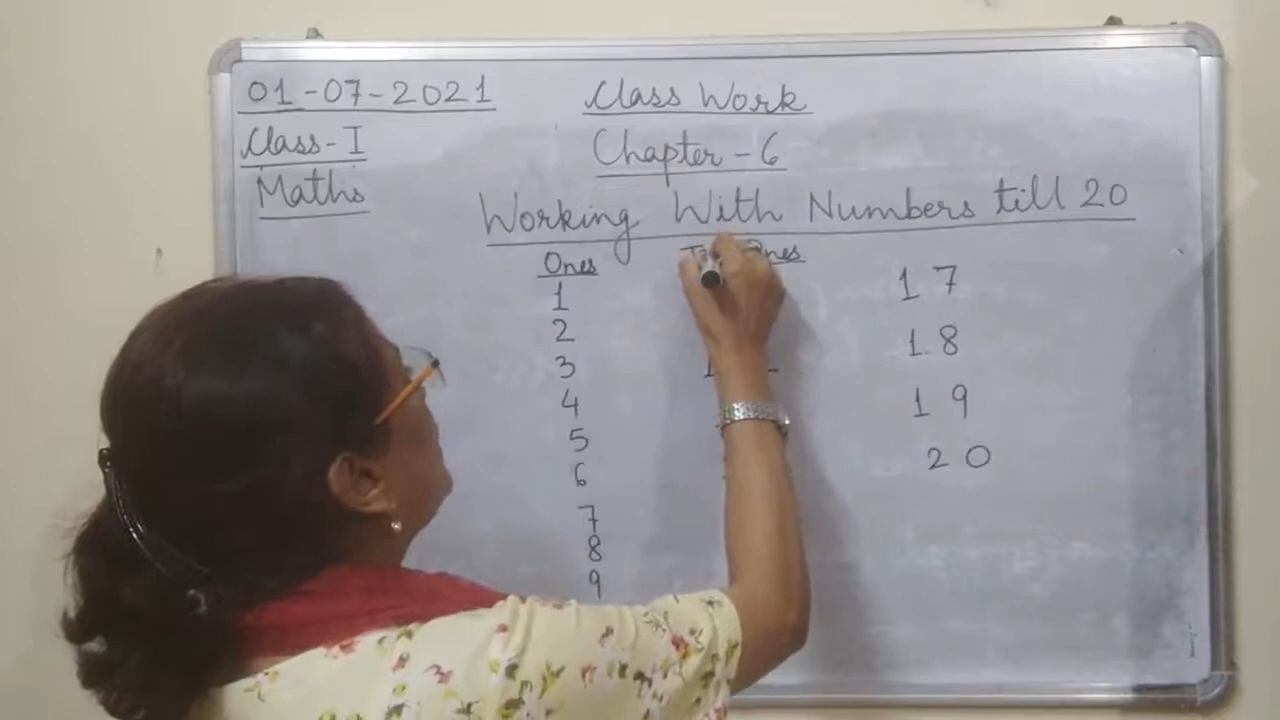 01-07-2021
Class Work
Class-I
Chapter-6
Maths
Working With Numbers till 20
Ones
Ones
1
2
3
4
5
6
7
8
9
17
18
19
20